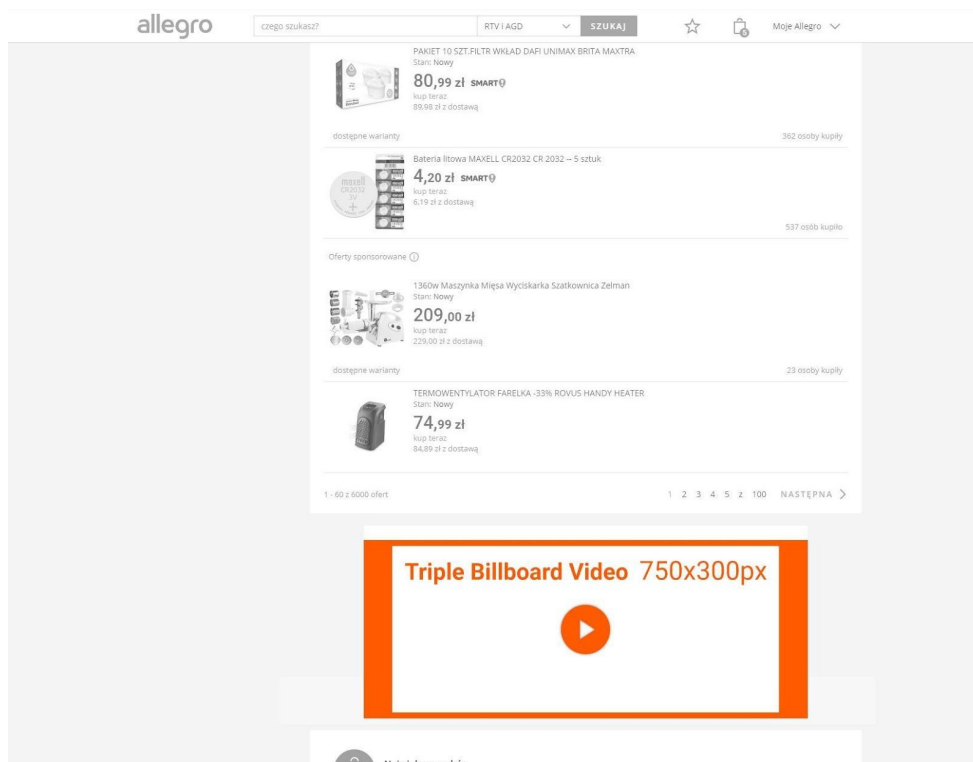 allegro
czego szukasz?
RTV i AGD
SZUKAJ
5
Moje Allegro
PAKIET 10 SZT.FILTR WKŁAD DAFI UNIMAX BRITA MAXTRA
Stan: Nowy
80,99 zł SMART
kup teraz
89,98 zł z dostawą
dostępne warianty
362 osoby kupiły
Bateria litowa MAXELL CR2032 CR 2032 -- 5 sztuk
maxell
CR2032
3V
+
4,20 zł SMART
kup teraz
6,19 zł z dostawą
537 osób kupiło
Oferty sponsorowane
1360w Maszynka Mięsa Wyciskarka Szatkownica Zelman
Stan: Nowy
209,00 zł
kup teraz
229,00 zł z dostawą
dostępne warianty
23 osoby kupiły
TERMOWENTYLATOR FARELKA -33% ROVUS HANDY HEATER
Stan: Nowy
74,99 zł
kup teraz
84,89 zł z dostawą
1 - 60 z 6000 ofert
1 2 3 4 5 z 100 NASTĘPNA
Triple Billboard Video 750x300px